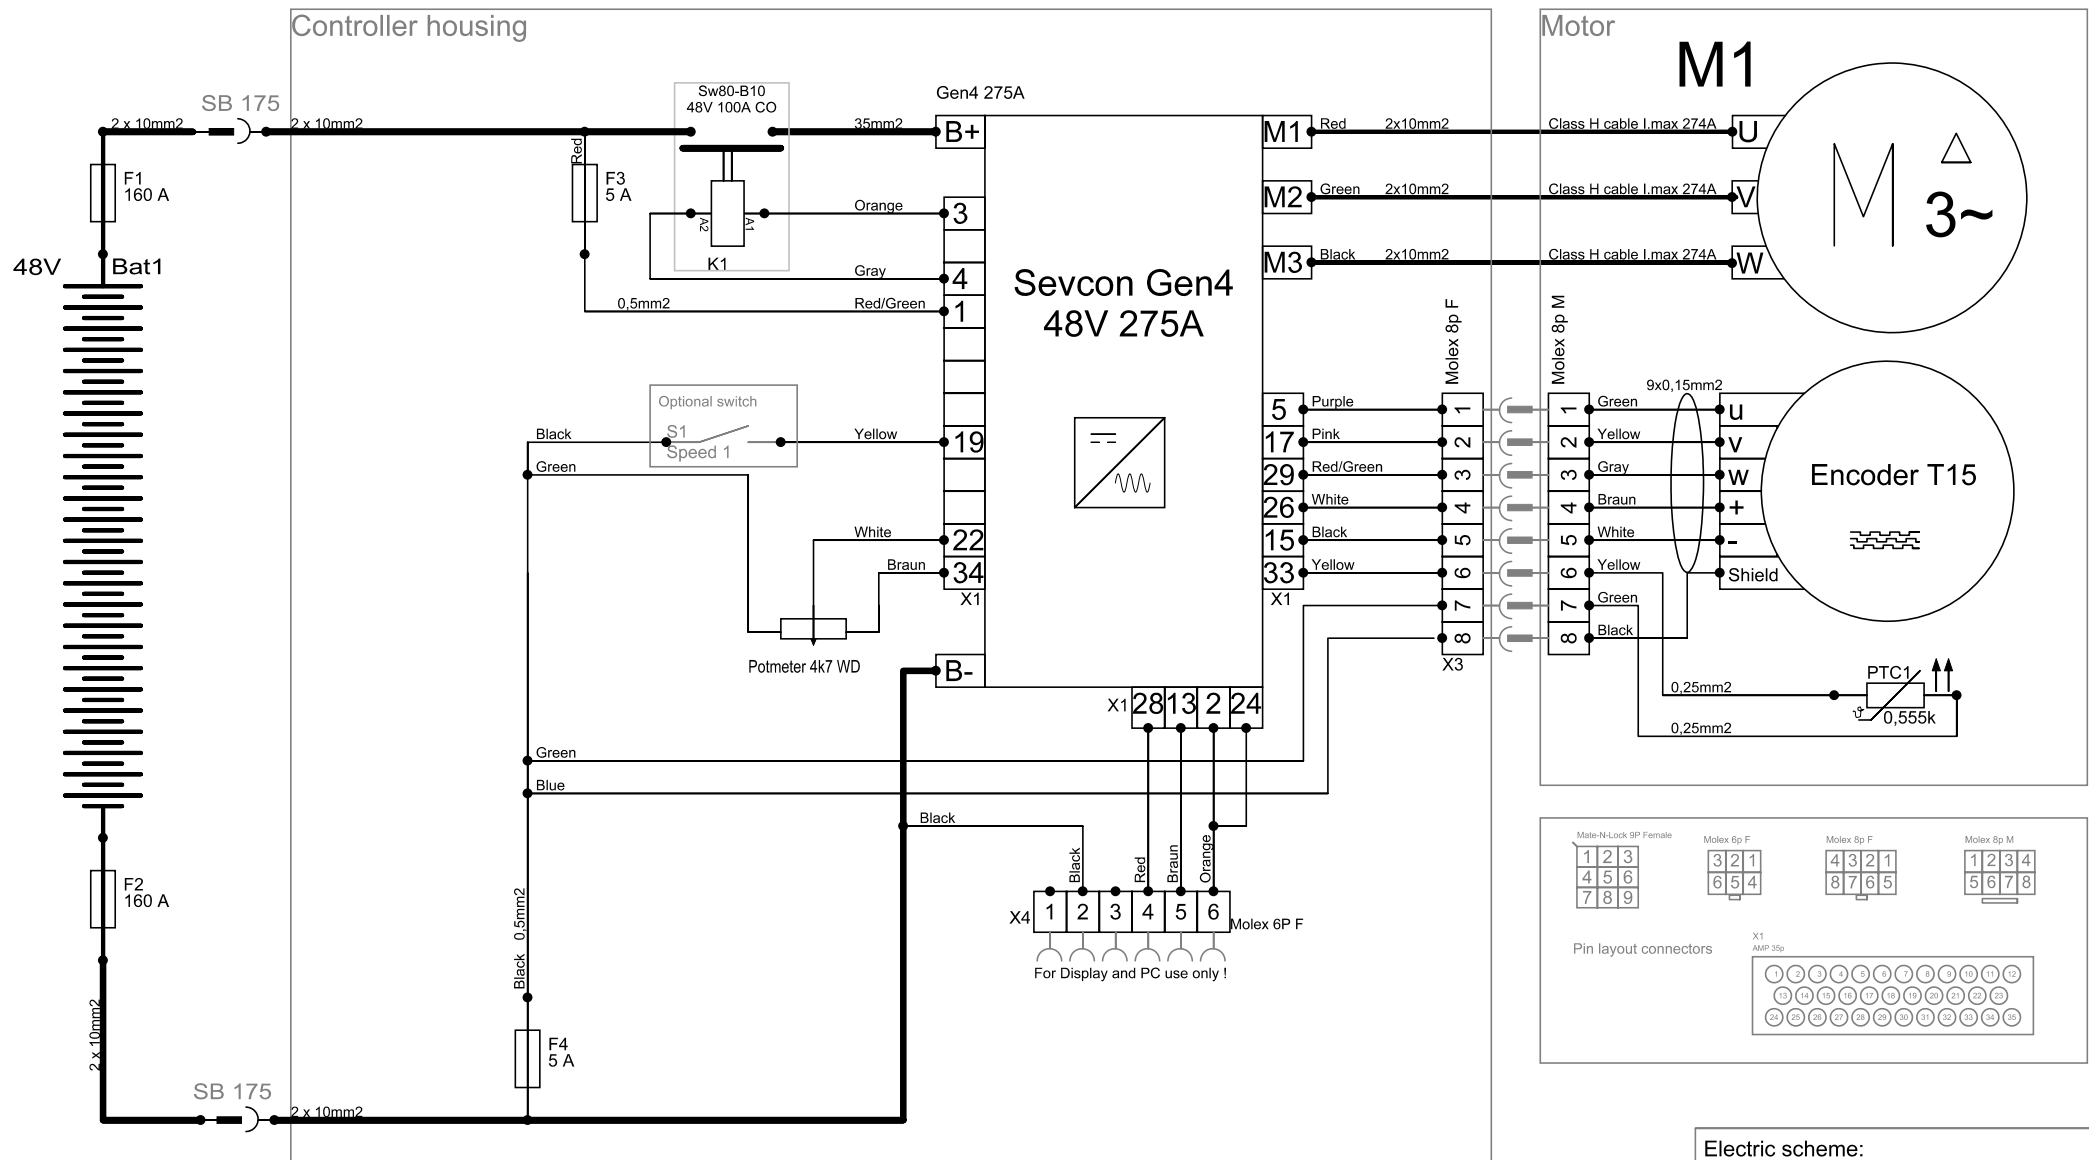 Controller housing
Motor
M1
SB 175
2 x 10mm2
2 x 10mm2
Sw80-B10
48V 100A CO
35mm2
Gen4 275A
B+
M1
Red
2x10mm2
Class H cable I.max 274A
U
F1
160 A
Red
F3
5 A
A2
A1
K1
Orange
3
M2
Green
2x10mm2
Class H cable I.max 274A
V
M
3~
48V
Bat1
Gray
4
M3
Black
2x10mm2
Class H cable I.max 274A
W
0,5mm2
Red/Green
1
Sevcon Gen4
48V 275A
Molex 8p F
Molex 8p M
9x0,15mm2
Optional switch
S1
Speed 1
Black
Yellow
19
Green
White
22
Braun
34
X1
Potmeter 4k7 WD
B-
5
Purple
1
1
Green
u
17
Pink
2
2
Yellow
v
29
Red/Green
3
3
Gray
w
26
White
4
4
Braun
+
15
Black
5
5
White
-
33
Yellow
6
6
Yellow
Shield
X1
7
7
Green
8
8
Black
X3
Encoder T15
PTC1
0,25mm2
ϑ
0,555k
0,25mm2
X1
28
13
2
24
Green
Blue
Black
Black
Red
Braun
Orange
X4
1
2
3
4
5
6
Molex 6P F
For Display and PC use only !
F2
160 A
2 x 10mm2
Black 0,5mm2
F4
5 A
SB 175
2 x 10mm2
Mate-N-Lock 9P Female
1 2 3
4 5 6
7 8 9
Molex 6p F
3 2 1
6 5 4
Molex 8p F
4 3 2 1
8 7 6 5
Molex 8p M
1 2 3 4
5 6 7 8
Pin layout connectors
X1
AMP 35p
1 2 3 4 5 6 7 8 9 10 11 12
13 14 15 16 17 18 19 20 21 22 23
24 25 26 27 28 29 30 31 32 33 34 35
Electric scheme: